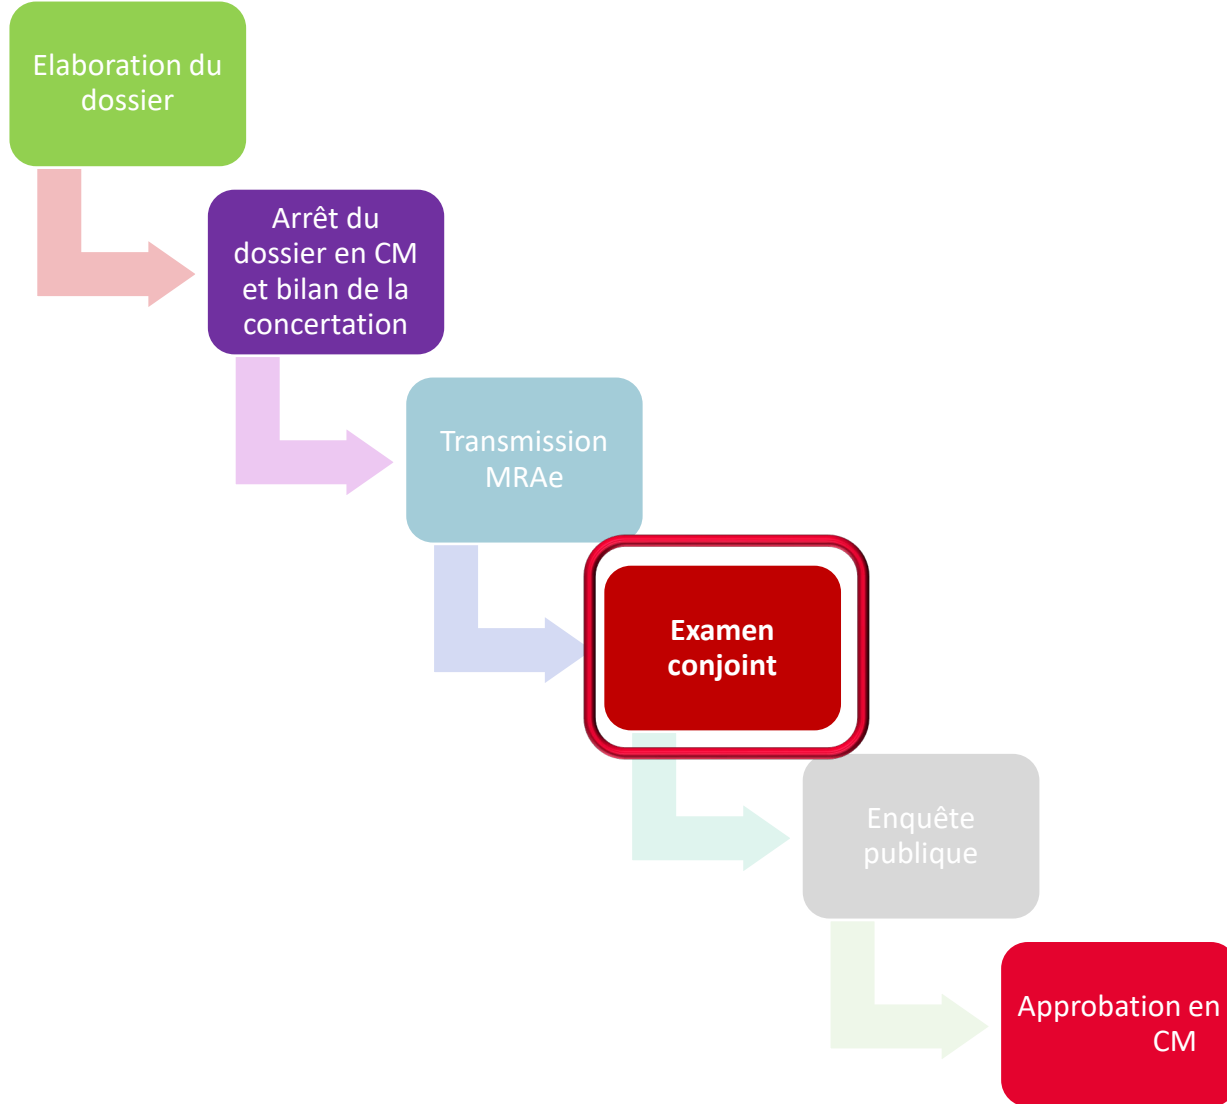 Elaboration du
dossier
Arrêt du
dossier en CM
et bilan de la
concertation
Transmission
MRAe
Examen
conjoint
Enquête
publique
Approbation en
CM